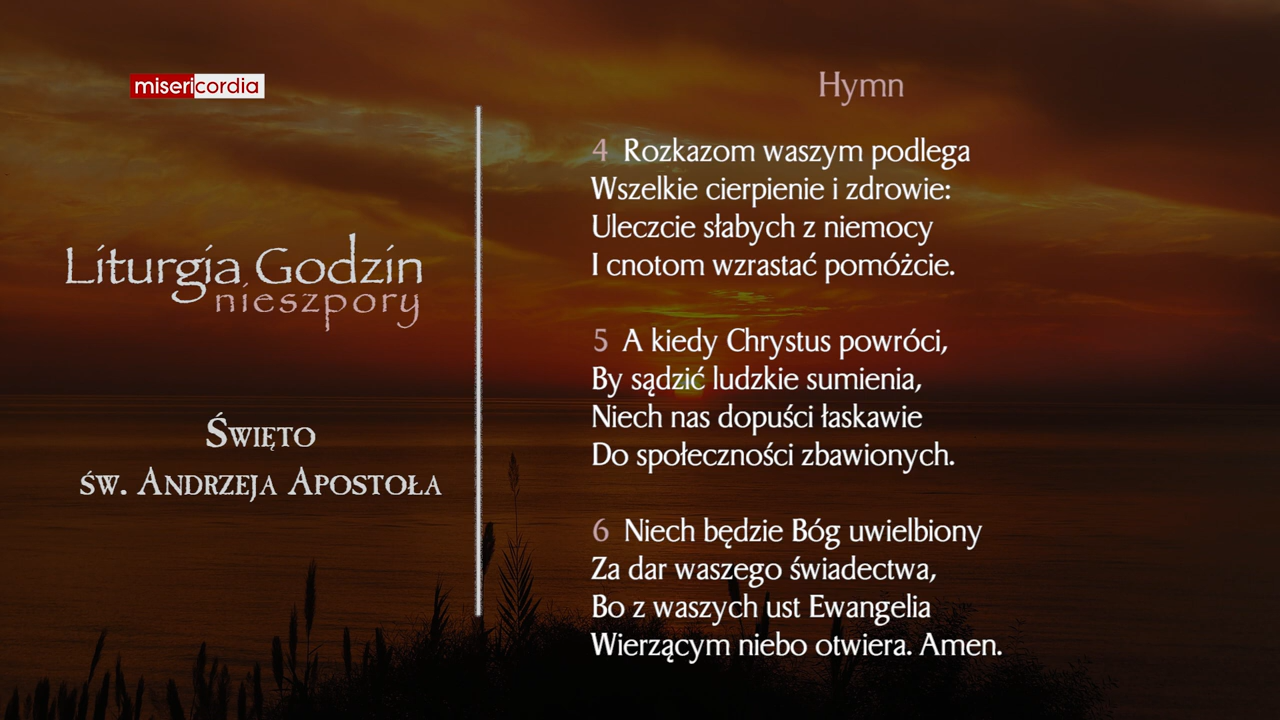 misericordia
Liturgia Godzin
nieszpory
Święto
św. Andrzeja Apostoła
Hymn
4 Rozkazom waszym podlega
Wszelkie cierpienie i zdrowie:
Uleczcie słabych z niemocy
I cnotom wzrastać pomóżcie.
5 A kiedy Chrystus powróci,
By sądzić ludzkie sumienia,
Niech nas dopuści łaskawie
Do społeczności zbawionych.
6 Niech będzie Bóg uwielbiony
Za dar waszego świadectwa,
Bo z waszych ust Ewangelia
Wierzącym niebo otwiera. Amen.